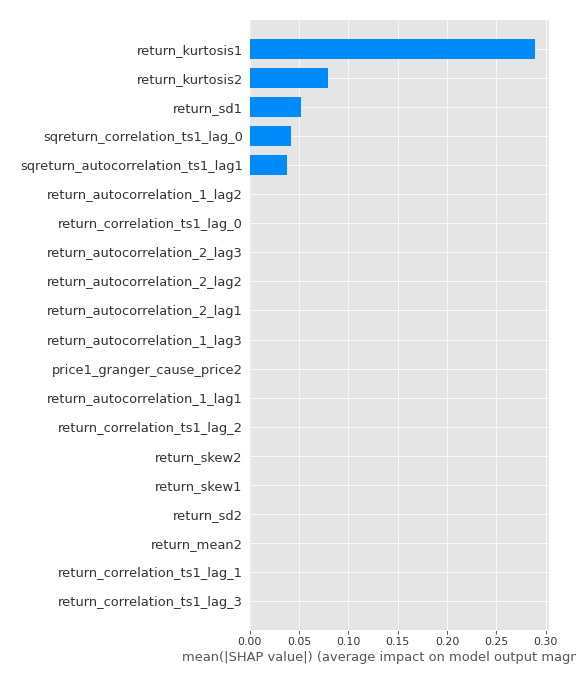 return_kurtosis1
return_kurtosis2
return_sd1
sqreturn_correlation_ts1_lag_0
sqreturn_autocorrelation_ts1_lag1
return_autocorrelation_1_lag2
return_correlation_ts1_lag_0
return_autocorrelation_2_lag3
return_autocorrelation_2_lag2
return_autocorrelation_2_lag1
return_autocorrelation_1_lag3
price1_granger_cause_price2
return_autocorrelation_1_lag1
return_correlation_ts1_lag_2
return_skew2
return_skew1
return_sd2
return_mean2
return_correlation_ts1_lag_1
return_correlation_ts1_lag_3
0.00 0.05 0.10 0.15 0.20 0.25 0.30
mean(|SHAP value|) (average impact on model output magn